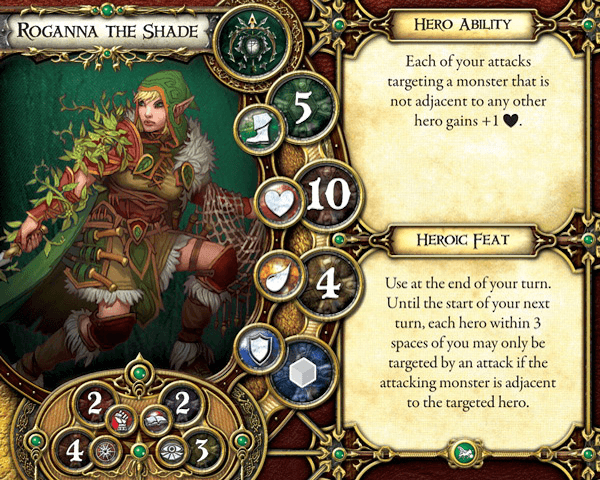 Roganna the Shade
5
10
4
2
2
4
3
Hero Ability
Each of your attacks
targeting a monster that is
not adjacent to any other
hero gains +1 ♥.
Heroic Feat
Use at the end of your turn.
Until the start of your next
turn, each hero within 3
spaces of you may only be
targeted by an attack if the
attacking monster is adjacent
to the targeted hero.